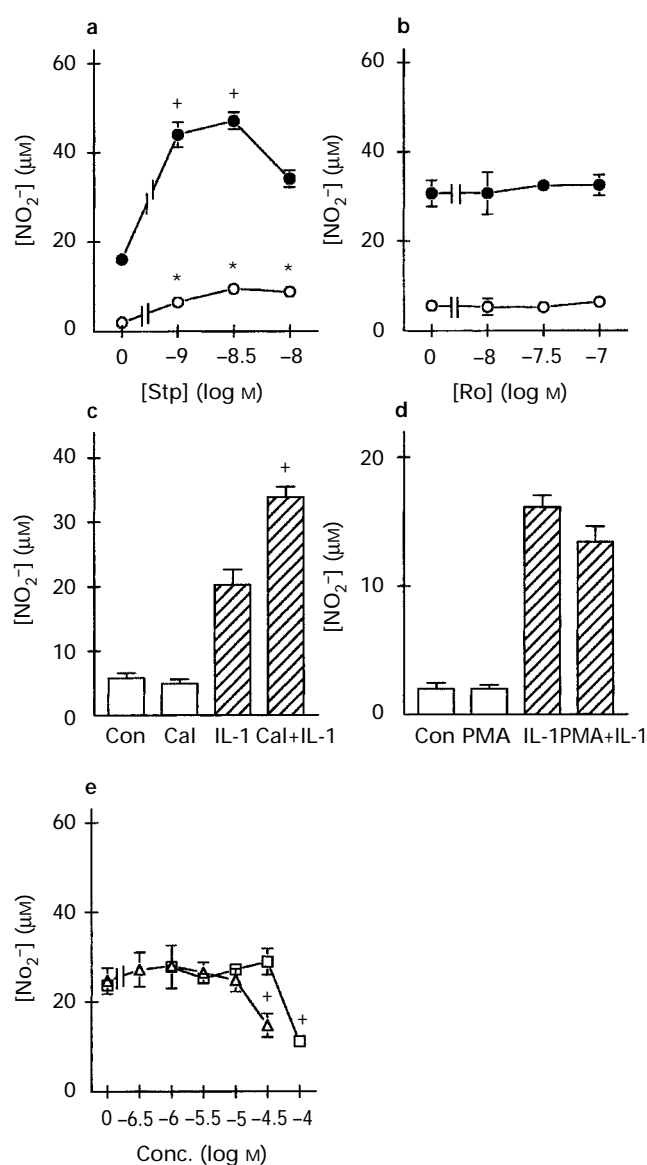 a
60
40
20
0
[NO₂⁻] (μM)
+ +
* * *
0 −9 −8.5 −8
[Stp] (log M)
b
60
40
20
0
[NO₂⁻] (μM)
0 −8 −7.5 −7
[Ro] (log M)
c
40
30
20
10
0
[NO₂⁻] (μM)
+
Con Cal IL-1 Cal+IL-1
d
20
10
0
[NO₂⁻] (μM)
Con PMA IL-1 PMA+IL-1
e
60
40
20
0
[No₂⁻] (μM)
+ +
0 −6.5 −6 −5.5 −5 −4.5 −4
Conc. (log M)